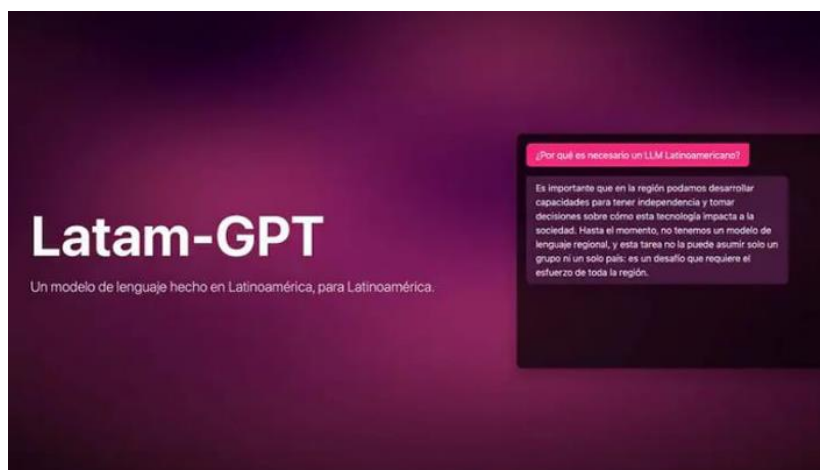 Latam-GPT
Un modelo de lenguaje hecho en Latinoamérica, para Latinoamérica.
¿Por qué es necesario un LLM Latinoamericano?
Es importante que en la región podamos desarrollar
capacidades para tener independencia y tomar
decisiones sobre cómo esta tecnología impacta a la
sociedad. Hasta el momento, no tenemos un modelo de
lenguaje regional, y esta tarea no la puede asumir solo un
grupo ni un solo país: es un desafío que requiere el
esfuerzo de toda la región.